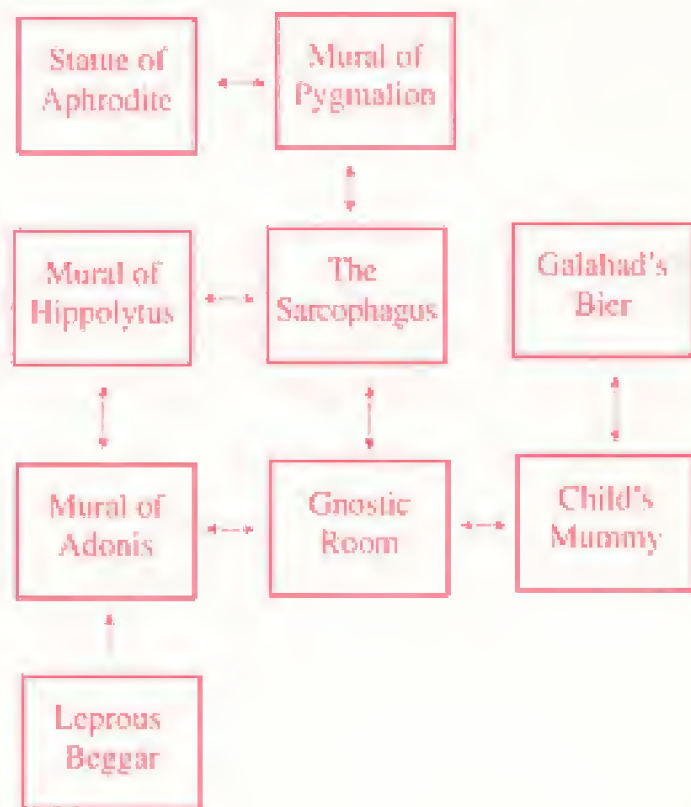 Statue of
Aphrodite
Mural of
Pygmalion
Mural of
Hippolytus
The
Sarcophagus
Galahad's
Bier
Mural of
Adonis
Gnostic
Room
Child's
Mummy
Leprous
Beggar